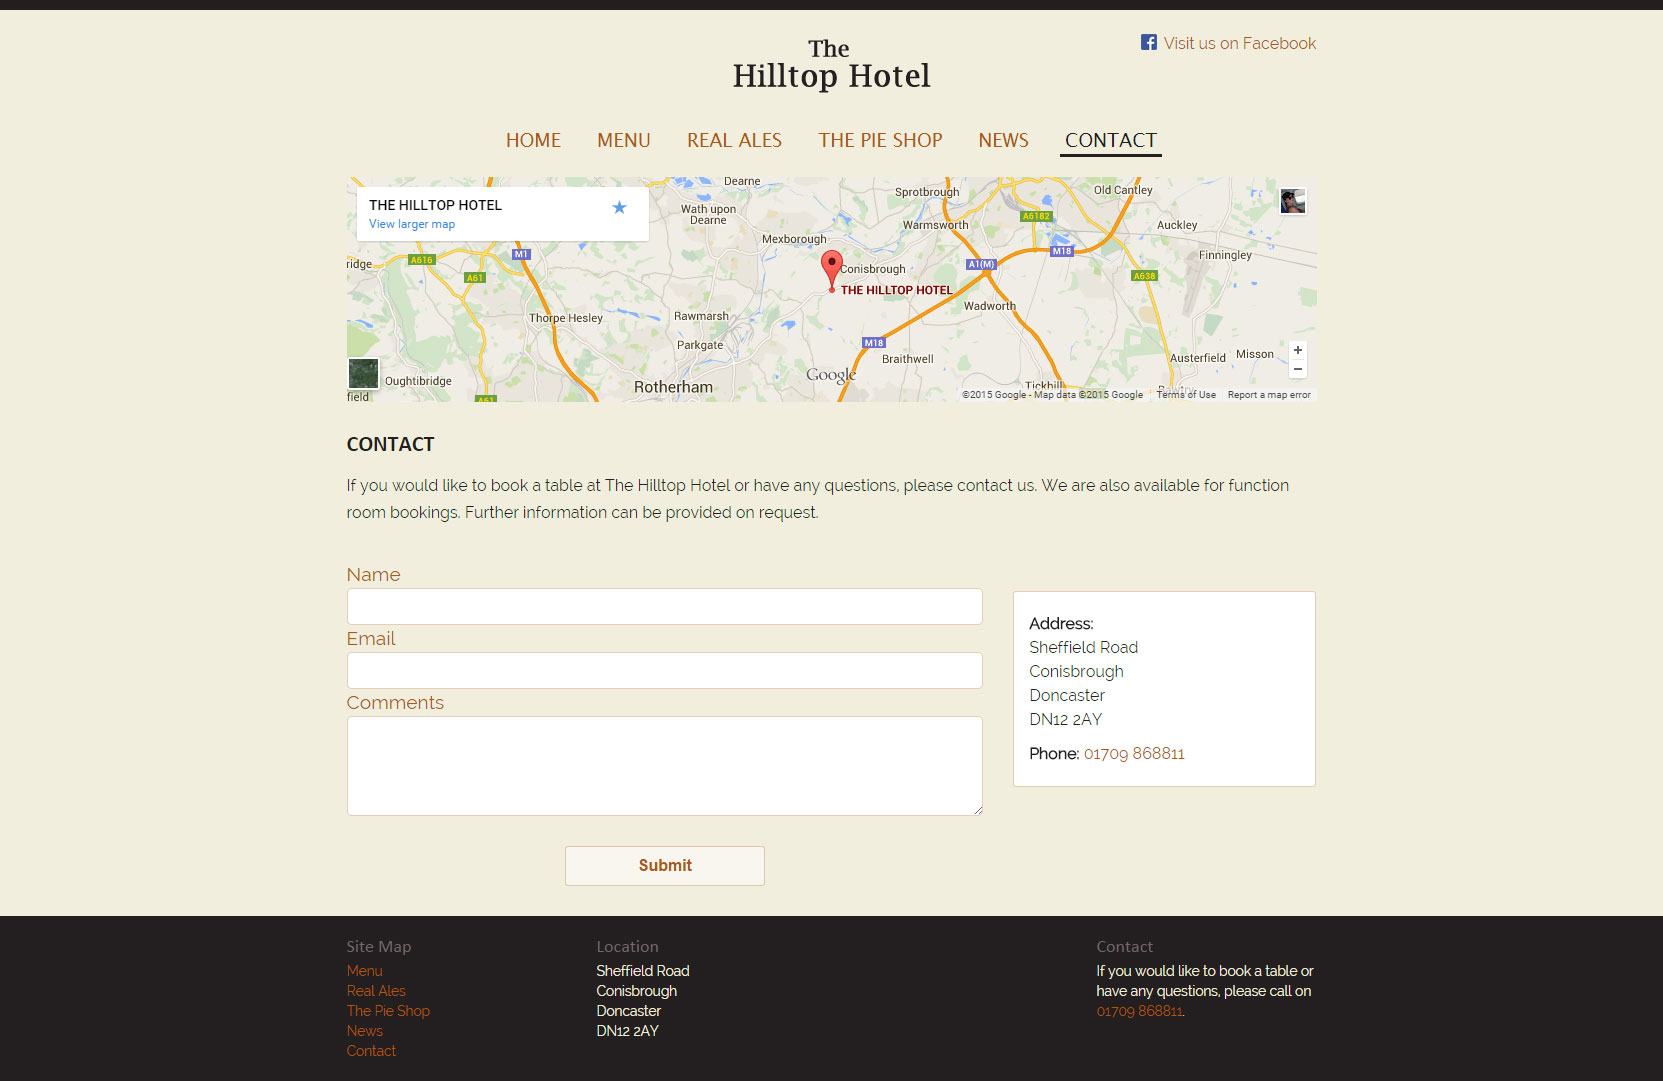 The
Hilltop Hotel
Visit us on Facebook
HOME
MENU
REAL ALES
THE PIE SHOP
NEWS
CONTACT
THE HILLTOP HOTEL
View larger map
Dearne
Sprotbrough
Old Cantley
Wath upon
Dearne
A6182
Warmsworth
Auckley
Mexborough
M1
M18
Finningley
A616
ridge
A1(M)
Conisbrough
A61
A638
THE HILLTOP HOTEL
Wadworth
Thorpe Hesley
Rawmarsh
Parkgate
M18
Braithwell
Austerfield
Misson
Google
Oughtibridge
Rotherham
Tickhill
Bawtry
field
A61
©2015 Google - Map data ©2015 Google
Terms of Use
Report a map error
CONTACT
If you would like to book a table at The Hilltop Hotel or have any questions, please contact us. We are also available for function
room bookings. Further information can be provided on request.
Name
Email
Comments
Submit
Address:
Sheffield Road
Conisbrough
Doncaster
DN12 2AY
Phone: 01709 868811
Site Map
Menu
Real Ales
The Pie Shop
News
Contact
Location
Sheffield Road
Conisbrough
Doncaster
DN12 2AY
Contact
If you would like to book a table or
have any questions, please call on
01709 868811.